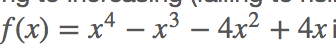 f(x) = x⁴ − x³ − 4x² + 4x